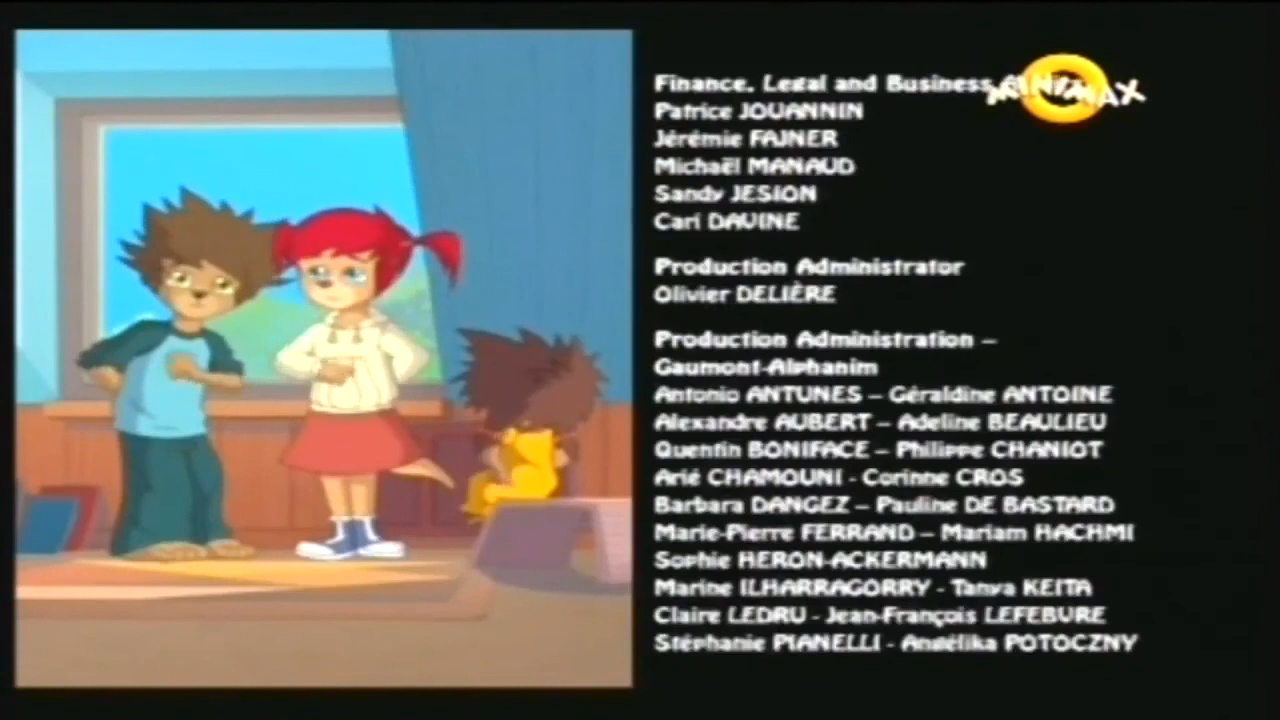 Finance, Legal and Business
MINIMAX
Patrice JOUANNIN
Jérémie FAJNER
Michaël MANAUD
Sandy JESION
Carl DAVINE
Production Administrator
Olivier DELIÈRE
Production Administration –
Gaumont-Alphanim
Antonio ANTUNES – Géraldine ANTOINE
Alexandre AUBERT – Adeline BEAULIEU
Quentin BONIFACE – Philippe CHANIOT
Arié CHAMOUNI - Corinne CROS
Barbara DANGEZ – Pauline DE BASTARD
Marie-Pierre FERRAND – Mariam HACHMI
Sophie HERON-ACKERMANN
Marine ILHARRAGORRY - Tanya KEITA
Claire LEDRU - Jean-François LEFEBURE
Stéphanie PIANELLI - Angélika POTOCZNY